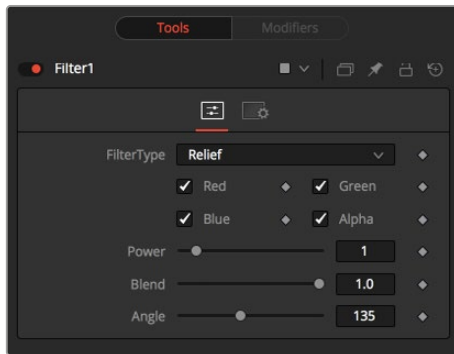 Tools Modifiers
Filter1
FilterType Relief
Red Green
Blue Alpha
Power 1
Blend 1.0
Angle 135